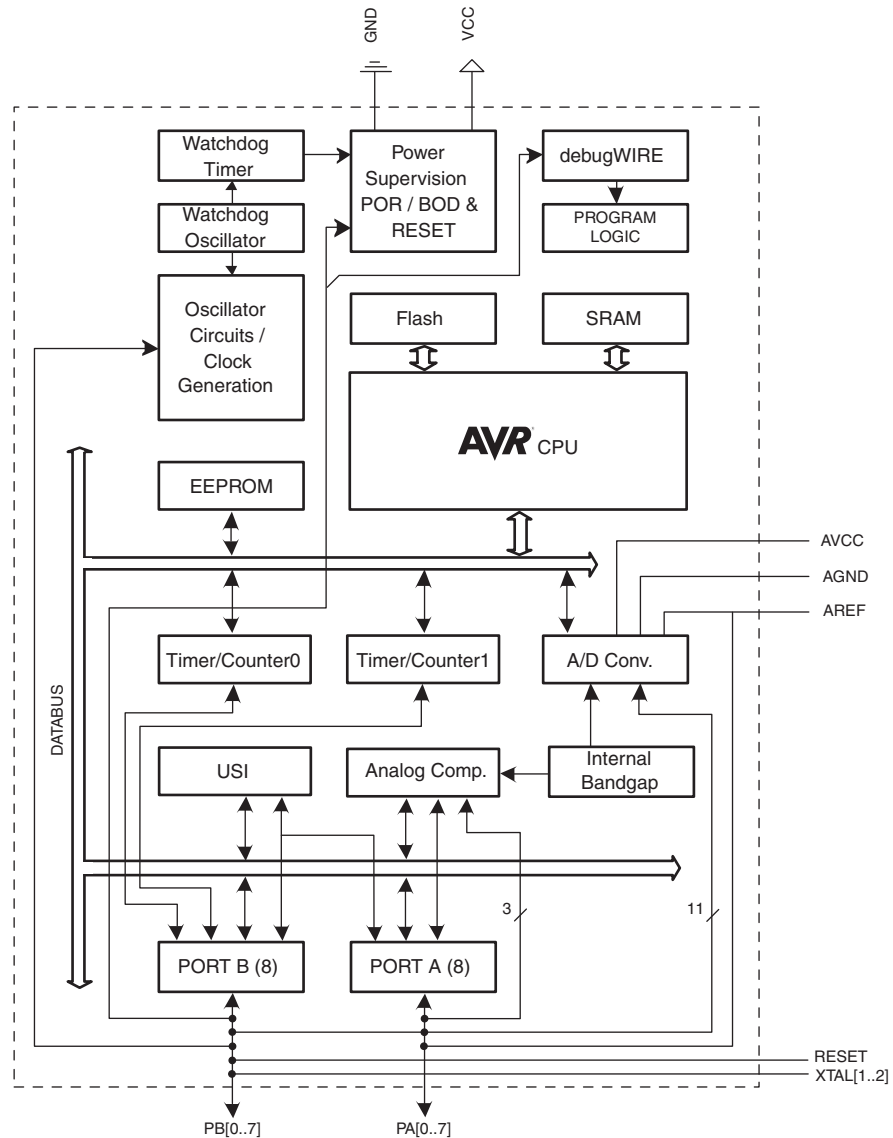 GND
VCC
Watchdog
Timer
Power
Supervision
POR / BOD &
RESET
debugWIRE
Watchdog
Oscillator
PROGRAM
LOGIC
Oscillator
Circuits /
Clock
Generation
Flash
SRAM
AVR® CPU
EEPROM
AVCC
AGND
AREF
Timer/Counter0
Timer/Counter1
A/D Conv.
DATABUS
USI
Analog Comp.
Internal
Bandgap
3
11
PORT B (8)
PORT A (8)
RESET
XTAL[1..2]
PB[0..7]
PA[0..7]